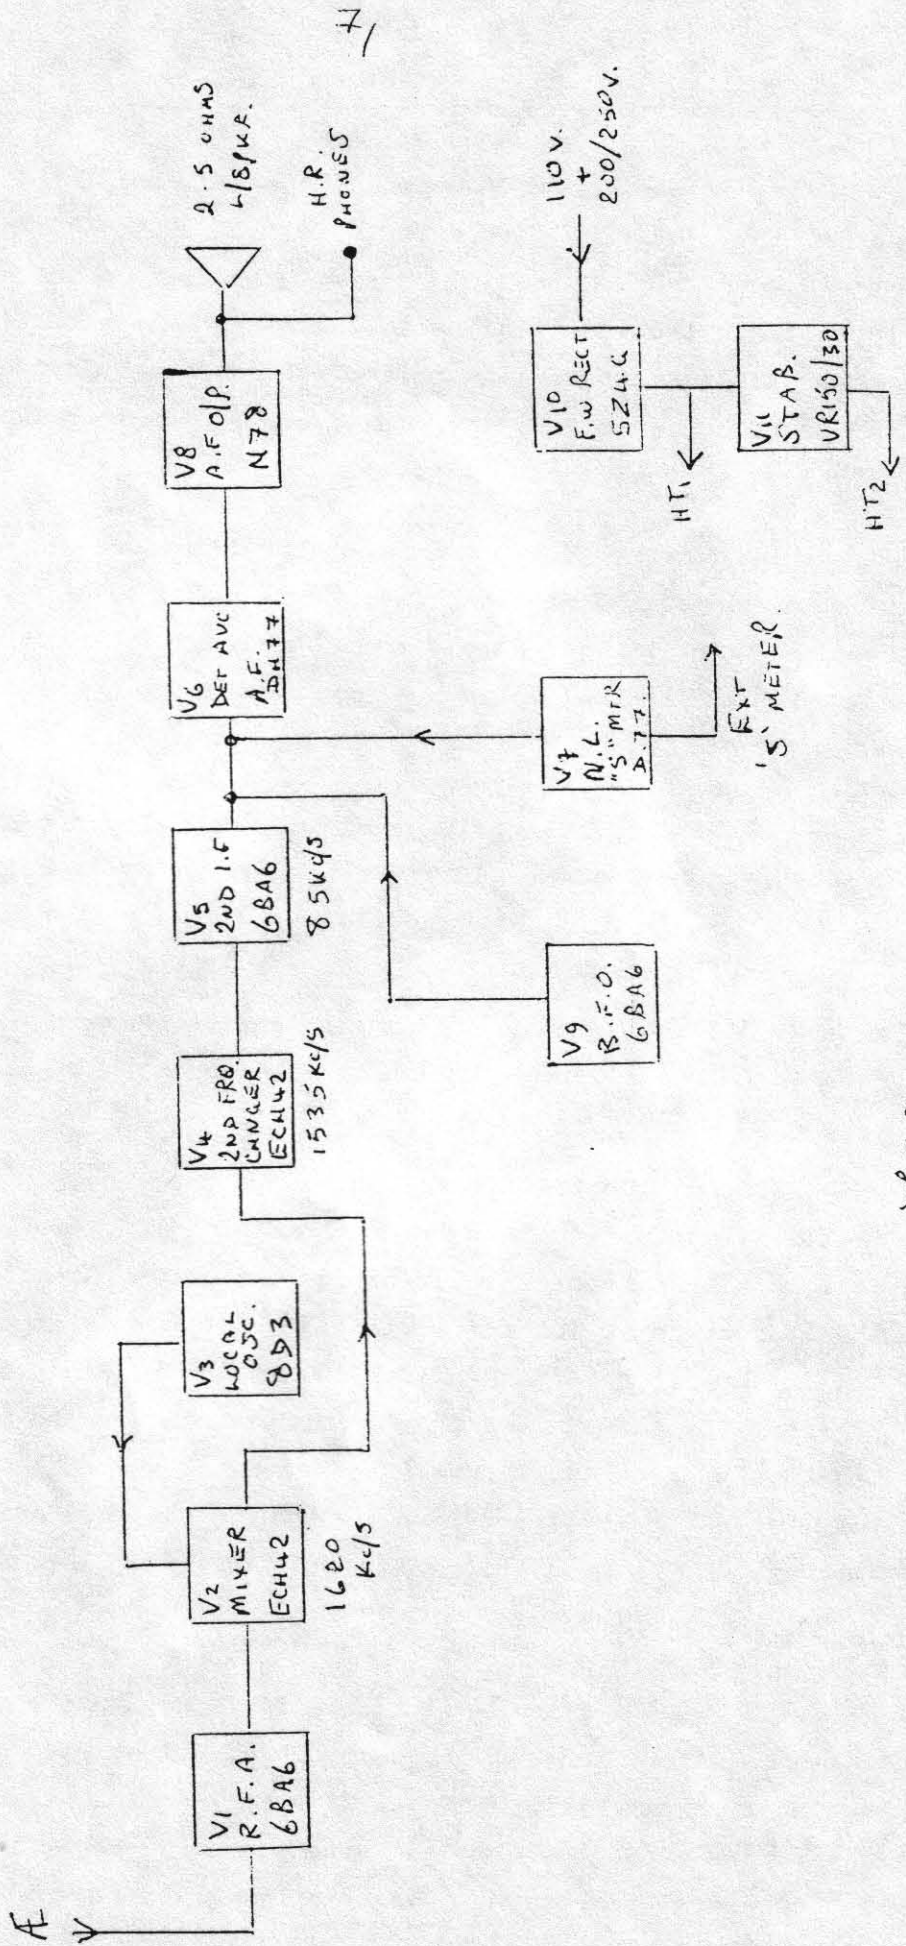 Æ
V1
R.F.A.
6BA6
V2
MIXER
ECH42
1620
Kc/s
V3
LOCAL
OSC.
8D3
V4
2ND FRQ.
CHNGER
ECH42
1535 Kc/s
V5
2ND I.F
6BA6
85 Kc/s
V6
DET AVC
A.F.
DH77
V8
A.F O/P.
N78
2.5 OHMS
L/SPKR.
H.R.
PHONES
7/
V9
B.F.O.
6BA6
V7
N.L.
"S" MTR
D.77.
EXT
'S' METER.
V10
F.W RECT
5Z4.G
110 V.
+
200/250V.
HT1
V11
STAB.
VR150/30
HT2